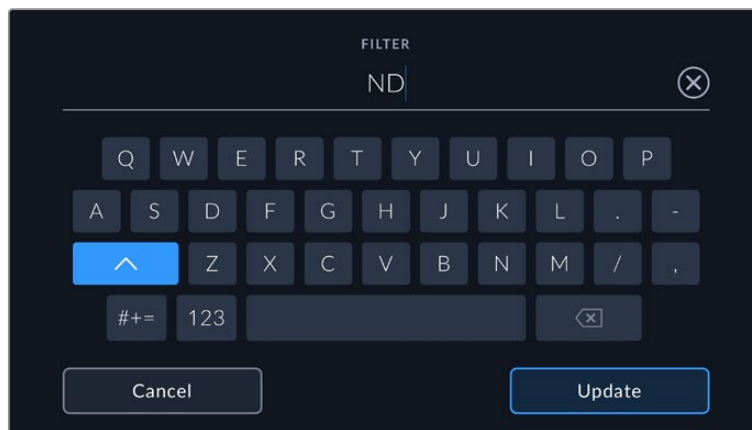 FILTER
ND
Q W E R T Y U I O P
A S D F G H J K L . -
Z X C V B N M / ,
#+= 123
Cancel Update